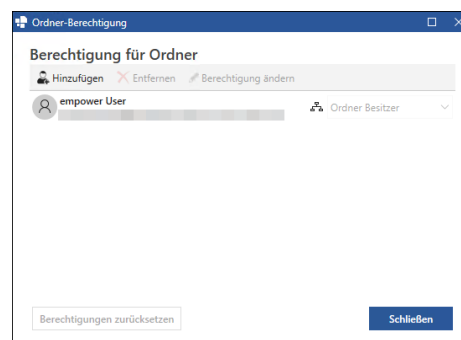 Ordner-Berechtigung
Berechtigung für Ordner
Hinzufügen Entfernen Berechtigung ändern
empower User
Ordner Besitzer
Berechtigungen zurücksetzen Schließen